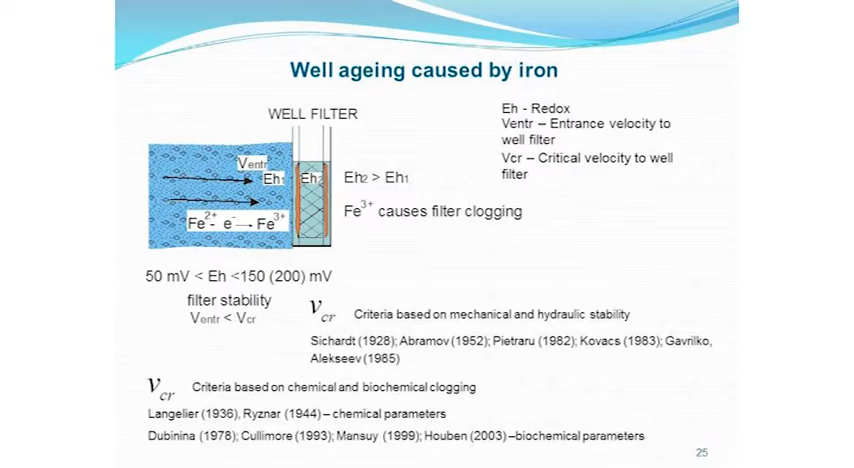 Well ageing caused by iron
WELL FILTER
Eh - Redox
Ventr – Entrance velocity to
well filter
Vcr – Critical velocity to well
filter
Ventr
Eh1
Eh2
Eh2 > Eh1
Fe3+ causes filter clogging
Fe2+ - e- → Fe3+
50 mV < Eh <150 (200) mV
filter stability
Ventr < Vcr
vcr Criteria based on mechanical and hydraulic stability
Sichardt (1928); Abramov (1952); Pietraru (1982); Kovacs (1983); Gavrilko,
Alekseev (1985)
vcr Criteria based on chemical and biochemical clogging
Langelier (1936), Ryznar (1944) – chemical parameters
Dubinina (1978); Cullimore (1993); Mansuy (1999); Houben (2003) –biochemical parameters
25